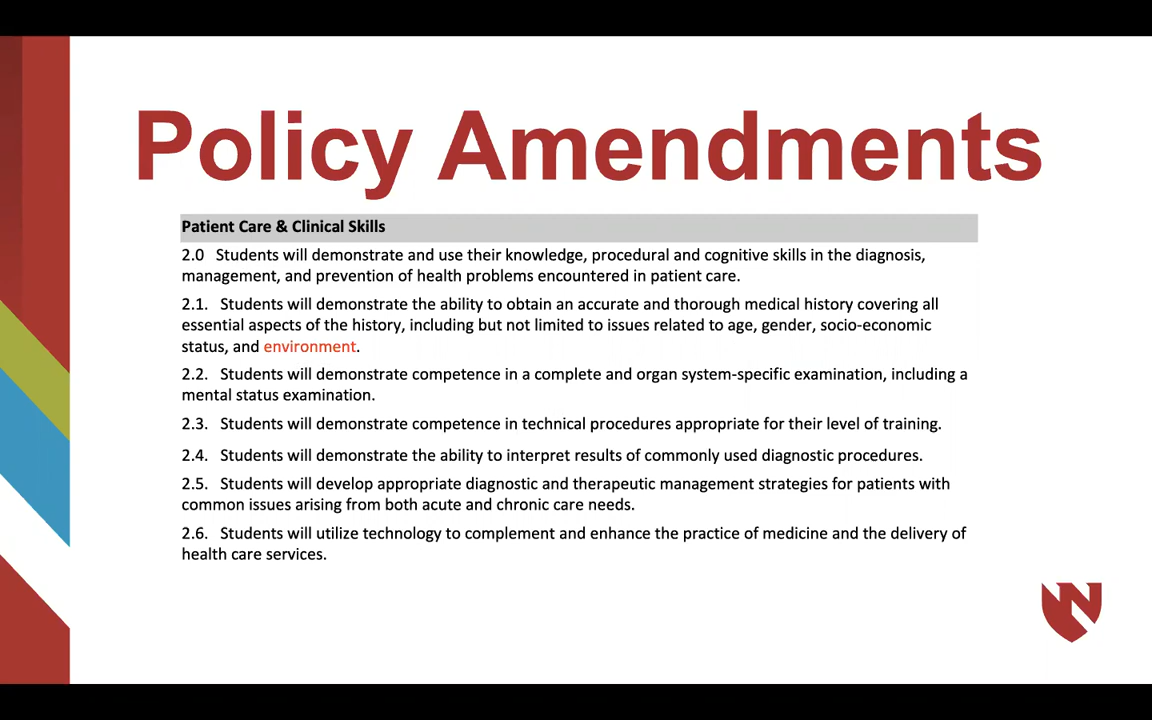 Policy Amendments
Patient Care & Clinical Skills
2.0 Students will demonstrate and use their knowledge, procedural and cognitive skills in the diagnosis,
management, and prevention of health problems encountered in patient care.
2.1. Students will demonstrate the ability to obtain an accurate and thorough medical history covering all
essential aspects of the history, including but not limited to issues related to age, gender, socio-economic
status, and environment.
2.2. Students will demonstrate competence in a complete and organ system-specific examination, including a
mental status examination.
2.3. Students will demonstrate competence in technical procedures appropriate for their level of training.
2.4. Students will demonstrate the ability to interpret results of commonly used diagnostic procedures.
2.5. Students will develop appropriate diagnostic and therapeutic management strategies for patients with
common issues arising from both acute and chronic care needs.
2.6. Students will utilize technology to complement and enhance the practice of medicine and the delivery of
health care services.
N